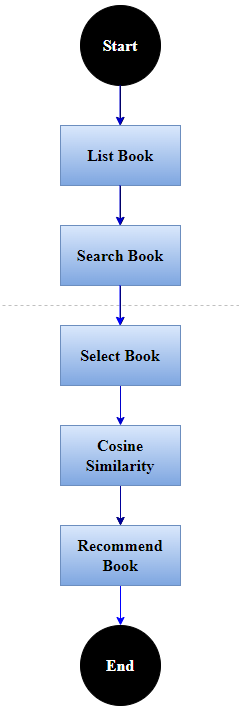 Start
List Book
Search Book
Select Book
Cosine
Similarity
Recommend
Book
End